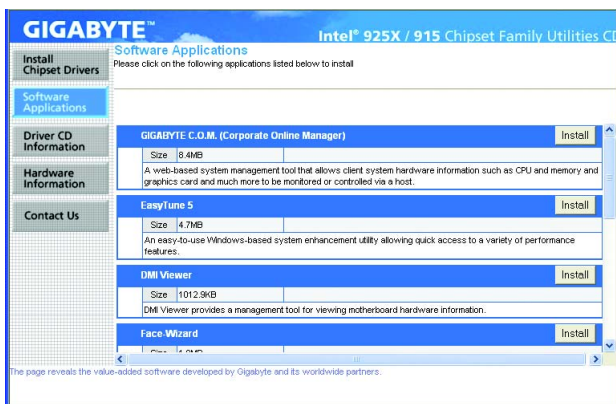 GIGABYTE™
Intel® 925X / 915 Chipset Family Utilities CD
Install
Chipset Drivers
Software
Applications
Driver CD
Information
Hardware
Information
Contact Us
Software Applications
Please click on the following applications listed below to install
GIGABYTE C.O.M. (Corporate Online Manager)
Install
Size 8.4MB
A web-based system management tool that allows client system hardware information such as CPU and memory and
graphics card and much more to be monitored or controlled via a host.
EasyTune 5
Install
Size 4.7MB
An easy-to-use Windows-based system enhancement utility allowing quick access to a variety of performance
features.
DMI Viewer
Install
Size 1012.9KB
DMI Viewer provides a management tool for viewing motherboard hardware information.
Face-Wizard
Install
The page reveals the value-added software developed by Gigabyte and its worldwide partners.